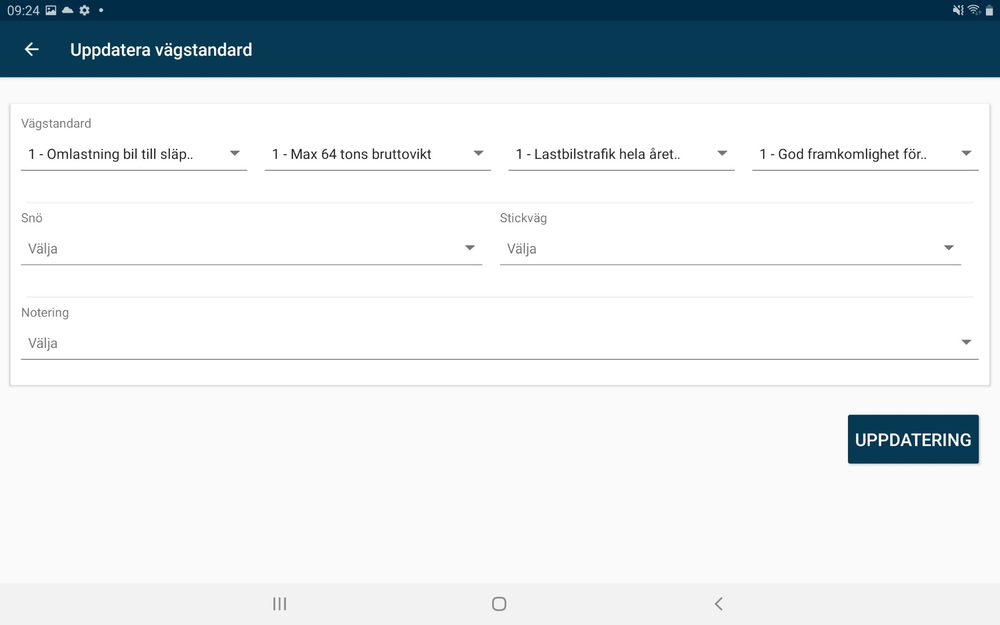 09:24
Uppdatera vägstandard
Vägstandard
1 - Omlastning bil till släp..
1 - Max 64 tons bruttovikt
1 - Lastbilstrafik hela året..
1 - God framkomlighet för..
Snö
Stickväg
Välja
Välja
Notering
Välja
UPPDATERING